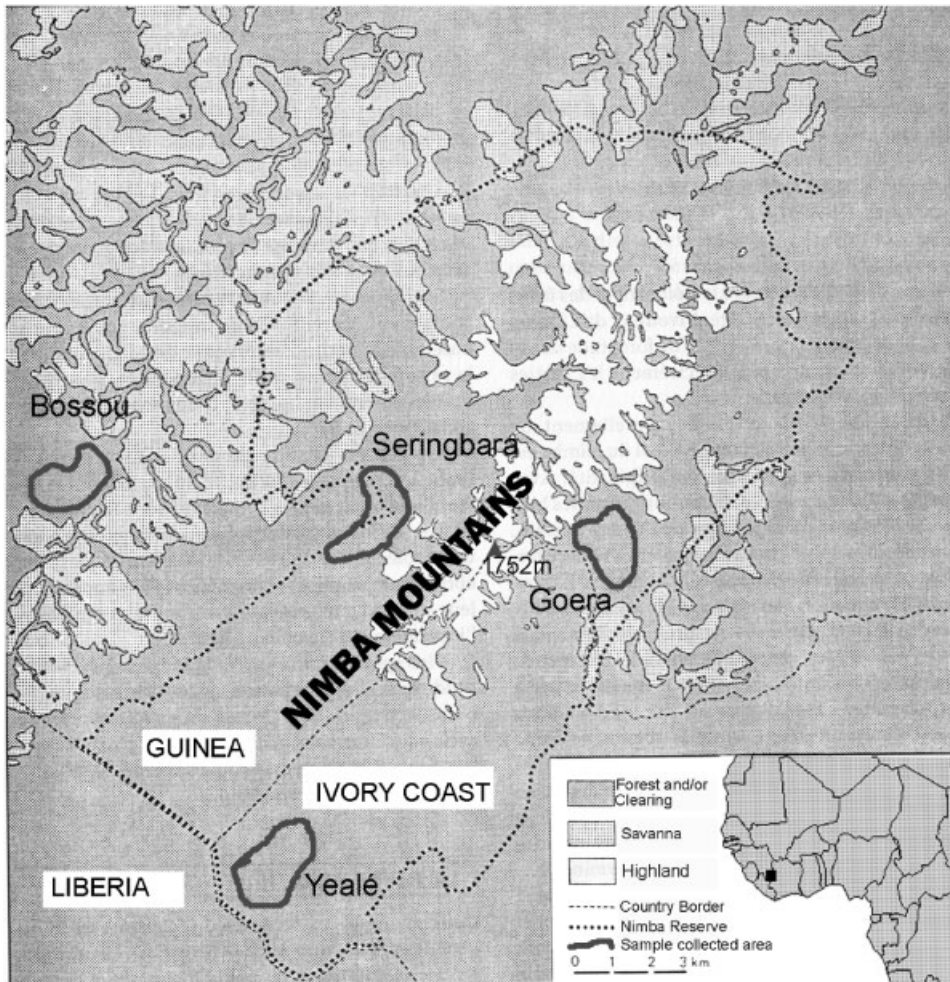 Bossou
Seringbara
NIMBA MOUNTAINS
1752m
Goera
GUINEA
IVORY COAST
LIBERIA
Yealé
Forest and/or
Clearing
Savanna
Highland
Country Border
Nimba Reserve
Sample collected area
0 1 2 3 km